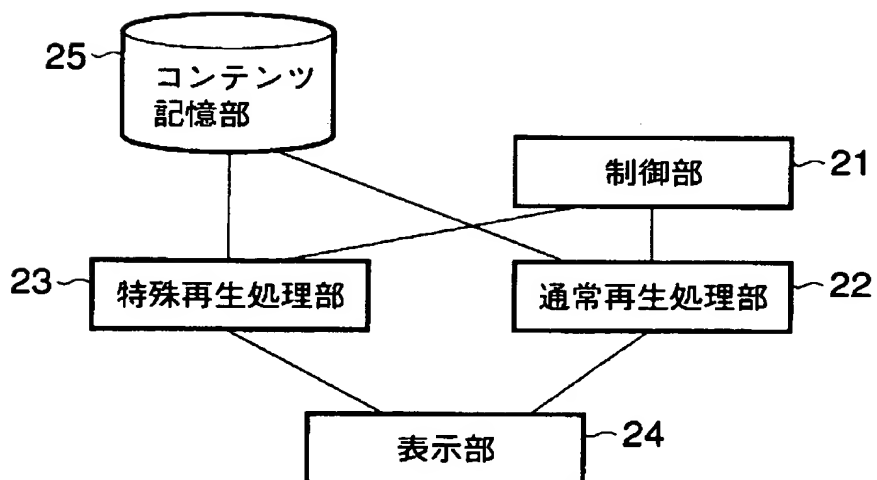 25
コンテンツ
記憶部
制御部
21
23
特殊再生処理部
通常再生処理部
22
表示部
24